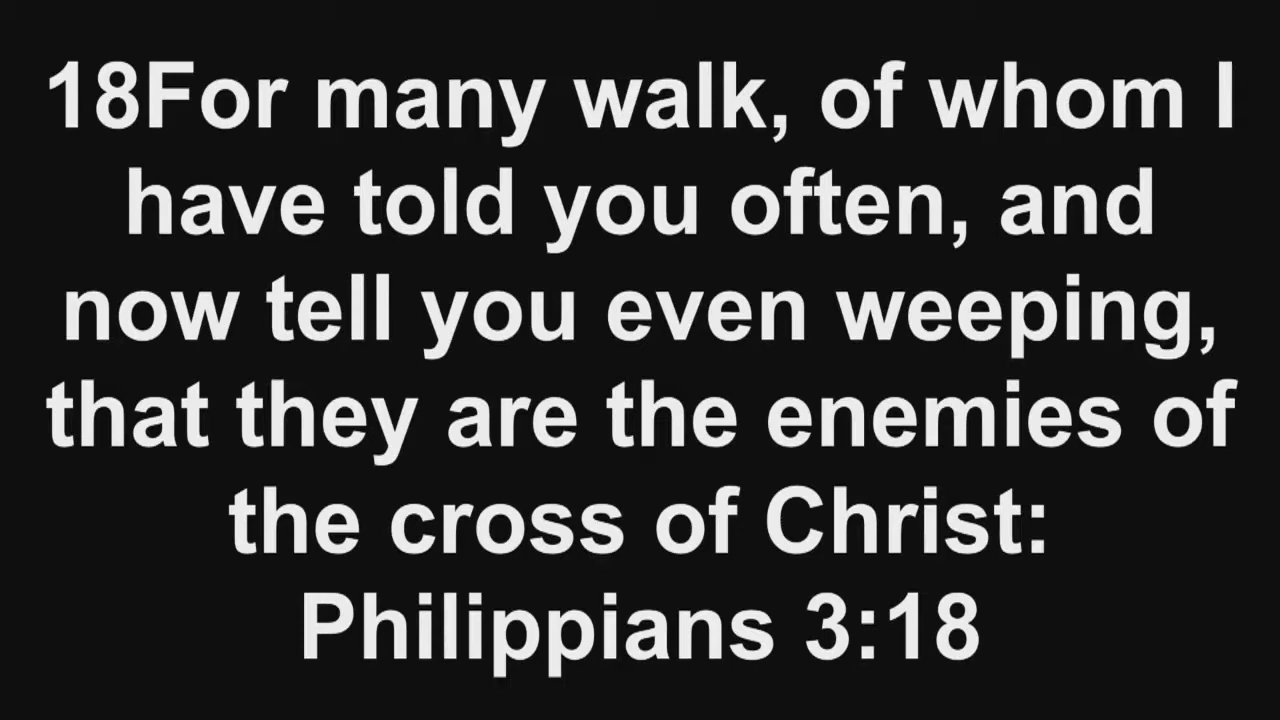 18For many walk, of whom I
have told you often, and
now tell you even weeping,
that they are the enemies of
the cross of Christ:
Philippians 3:18